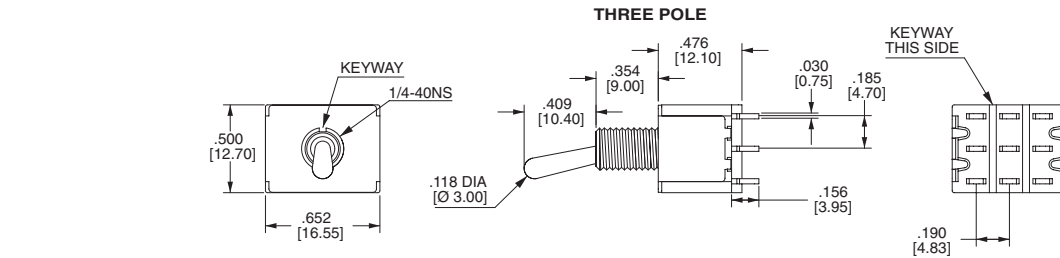 THREE POLE
KEYWAY
1/4-40NS
.500
[12.70]
.652
[16.55]
.476
[12.10]
.354
[9.00]
.409
[10.40]
.118 DIA
[Ø 3.00]
.030
[0.75]
.185
[4.70]
.156
[3.95]
KEYWAY
THIS SIDE
.190
[4.83]